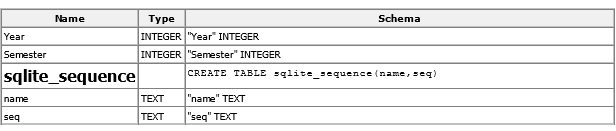 Name Type Schema
Year INTEGER "Year" INTEGER
Semester INTEGER "Semester" INTEGER
sqlite_sequence CREATE TABLE sqlite_sequence(name,seq)
name TEXT "name" TEXT
seq TEXT "seq" TEXT